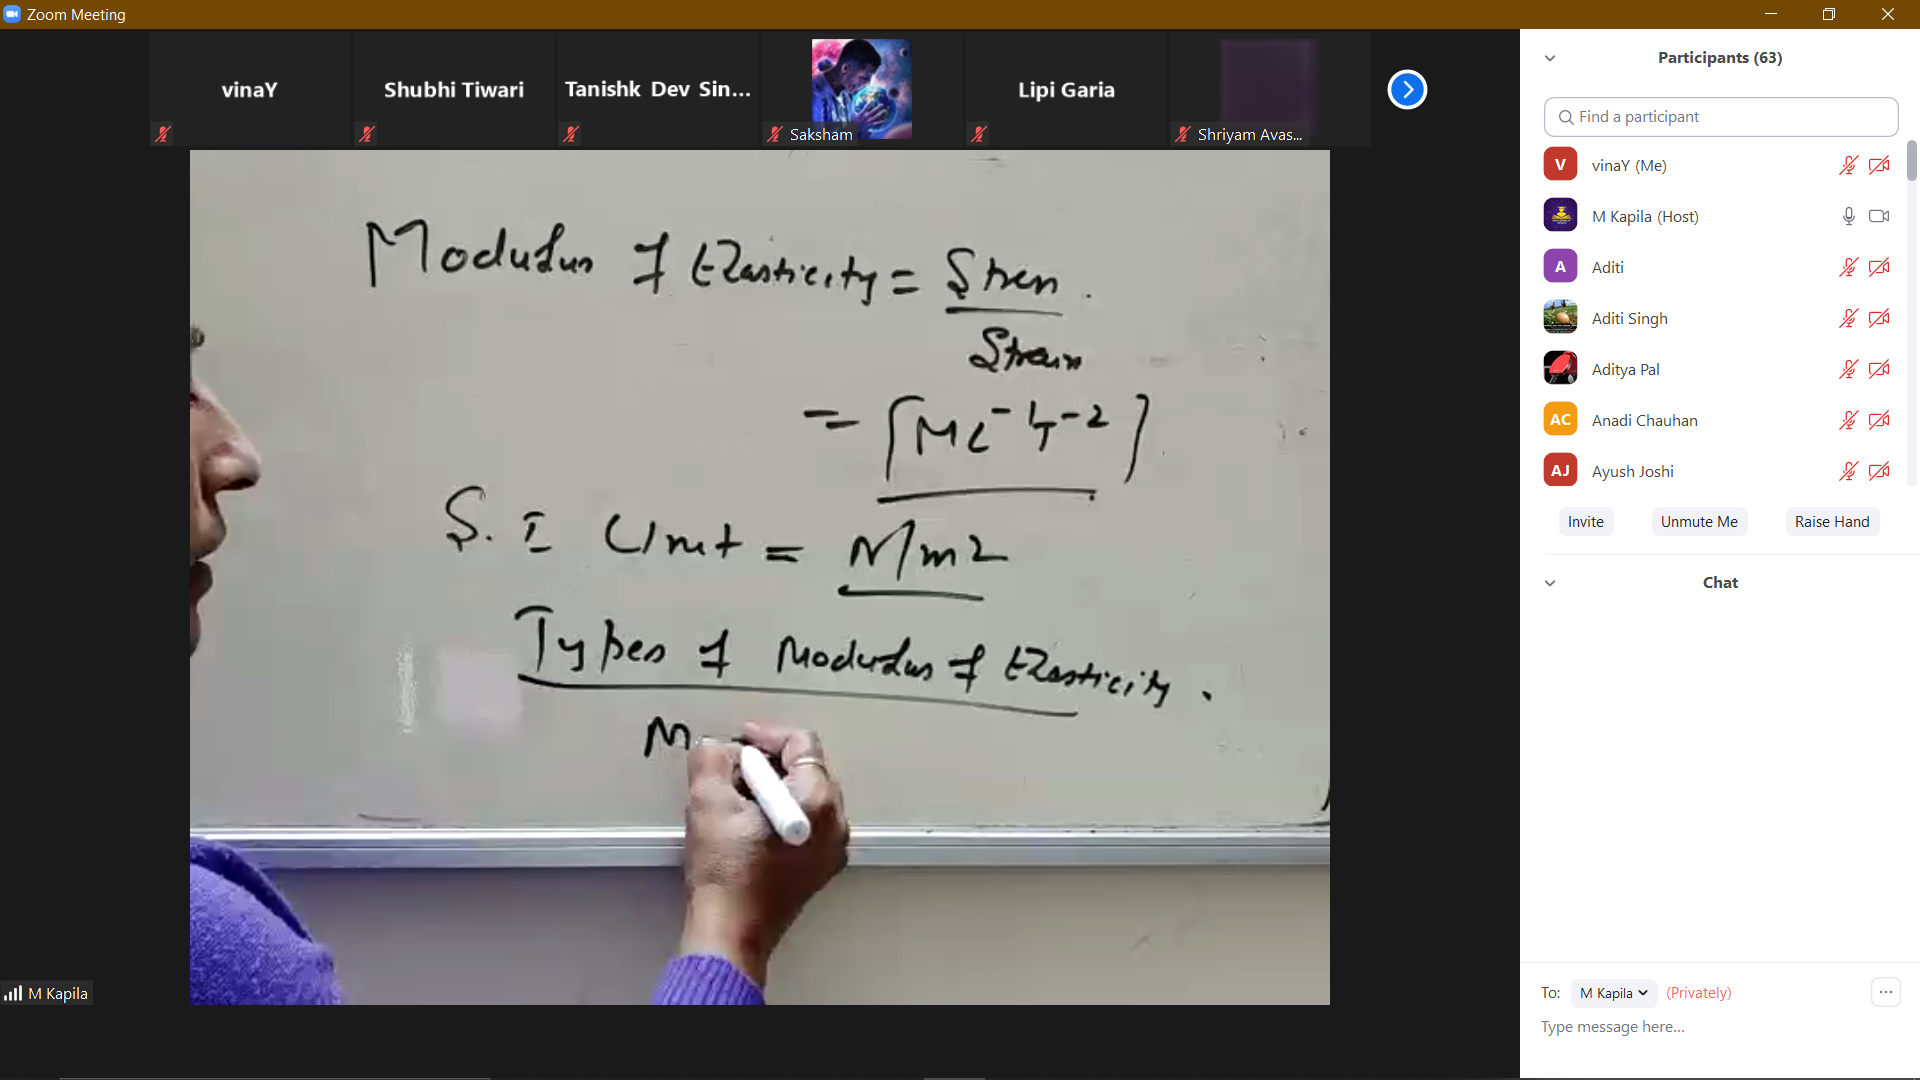 Zoom Meeting
vinaY
Shubhi Tiwari
Tanishk Dev Sin...
Saksham
Lipi Garia
Shriyam Avas...
Modulus of Elasticity = Stress
Strain
= [ML-1T-2]
S.I Unit = N/m2
Types of Modulus of Elasticity.
M
M Kapila
Participants (63)
Find a participant
V vinaY (Me)
M Kapila (Host)
A Aditi
Aditi Singh
Aditya Pal
AC Anadi Chauhan
AJ Ayush Joshi
Invite Unmute Me Raise Hand
Chat
To: M Kapila (Privately)
Type message here...